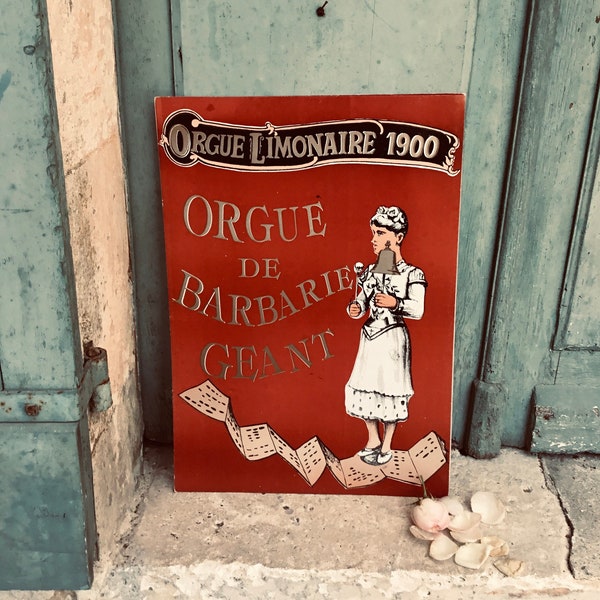 ORGUE LIMONAIRE 1900
ORGUE
DE
BARBARIE
GEANT